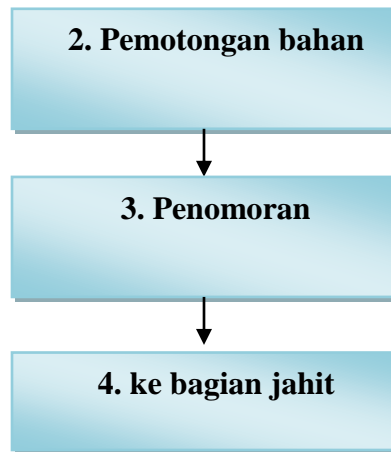 2. Pemotongan bahan
3. Penomoran
4. ke bagian jahit